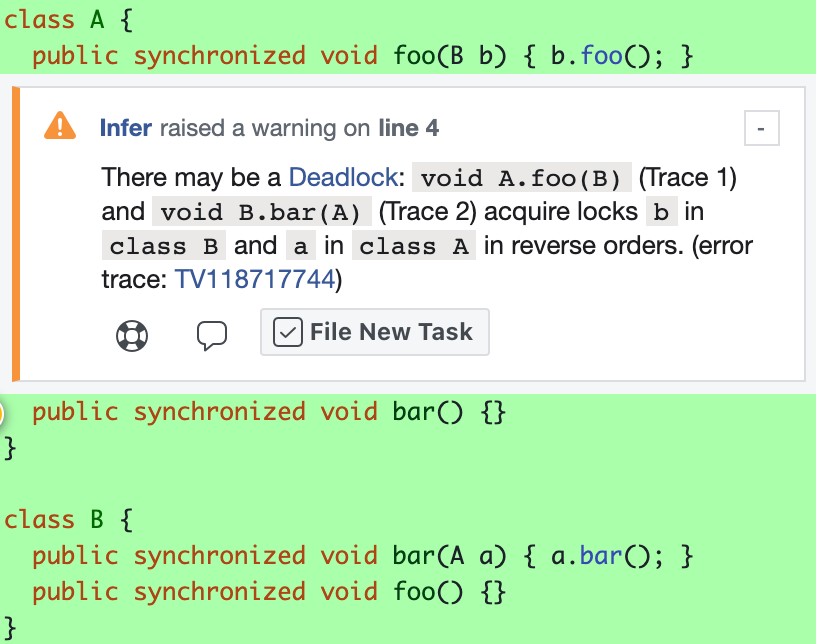 class A {
public synchronized void foo(B b) { b.foo(); }
Infer raised a warning on line 4
-
There may be a Deadlock: void A.foo(B) (Trace 1)
and void B.bar(A) (Trace 2) acquire locks b in
class B and a in class A in reverse orders. (error
trace: TV118717744)
File New Task
public synchronized void bar() {}
}
class B {
public synchronized void bar(A a) { a.bar(); }
public synchronized void foo() {}
}